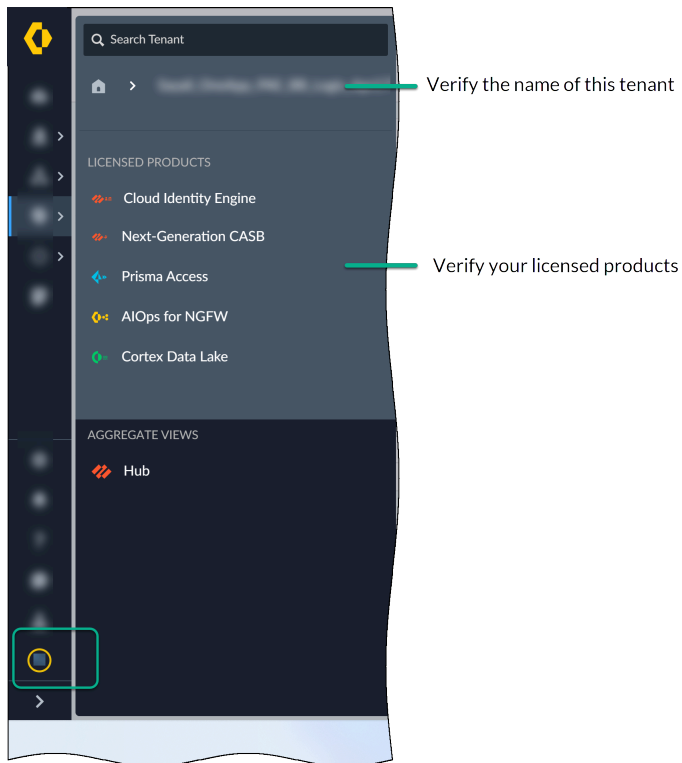 Search Tenant
Verify the name of this tenant
LICENSED PRODUCTS
Cloud Identity Engine
Next-Generation CASB
Verify your licensed products
Prisma Access
AIOps for NGFW
Cortex Data Lake
AGGREGATE VIEWS
Hub